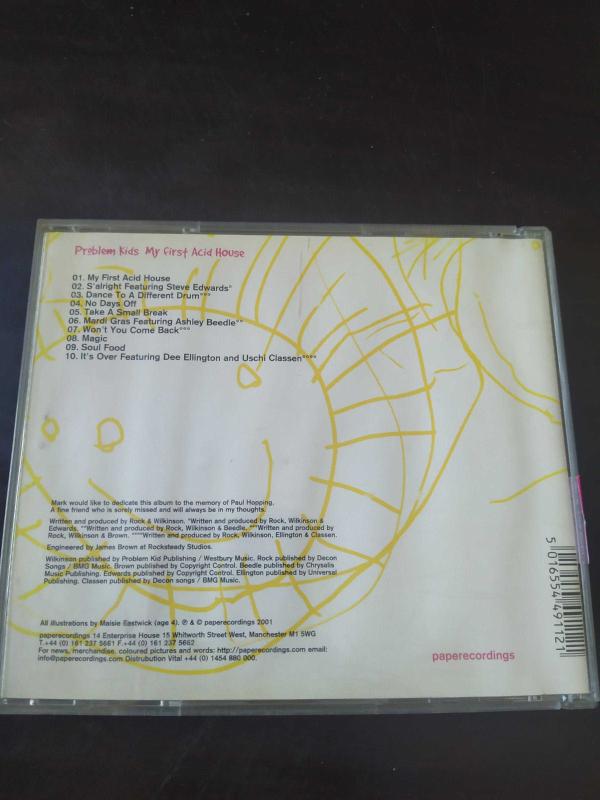 Problem Kids My First Acid House
01. My First Acid House
02. S'alright Featuring Steve Edwards*
03. Dance To A Different Drum***
04. No Days Off
05. Take A Small Break
06. Mardi Gras Featuring Ashley Beedle**
07. Won't You Come Back***
08. Magic
09. Soul Food
10. It's Over Featuring Dee Ellington and Uschi Classen****
Mark would like to dedicate this album to the memory of Paul Hopping.
A fine friend who is sorely missed and will always be in my thoughts.
Written and produced by Rock & Wilkinson. *Written and produced by Rock, Wilkinson &
Edwards. **Written and produced by Rock, Wilkinson & Beedle. ***Written and produced by
Rock, Wilkinson & Brown. ****Written and produced by Rock, Wilkinson, Ellington & Classen.
Engineered by James Brown at Rocksteady Studios.
Wilkinson published by Problem Kid Publishing / Westbury Music. Rock published by Decon
Songs / BMG Music. Brown published by Copyright Control. Beedle published by Chrysalis
Music Publishing. Edwards published by Copyright Control. Ellington published by Universal
Publishing. Classen published by Decon songs / BMG Music.
All illustrations by Maisie Eastwick (age 4). ℗ & © paperecordings 2001
paperecordings 14 Enterprise House 15 Whitworth Street West, Manchester M1 5WG
T.+44 (0) 161 237 5661 F.+44 (0) 161 237 5662
For news, merchandise, coloured pictures and words: http://paperecordings.com email:
info@paperecordings.com Distrubution Vital +44 (0) 1454 880 000.
paperecordings
5 016554 491121